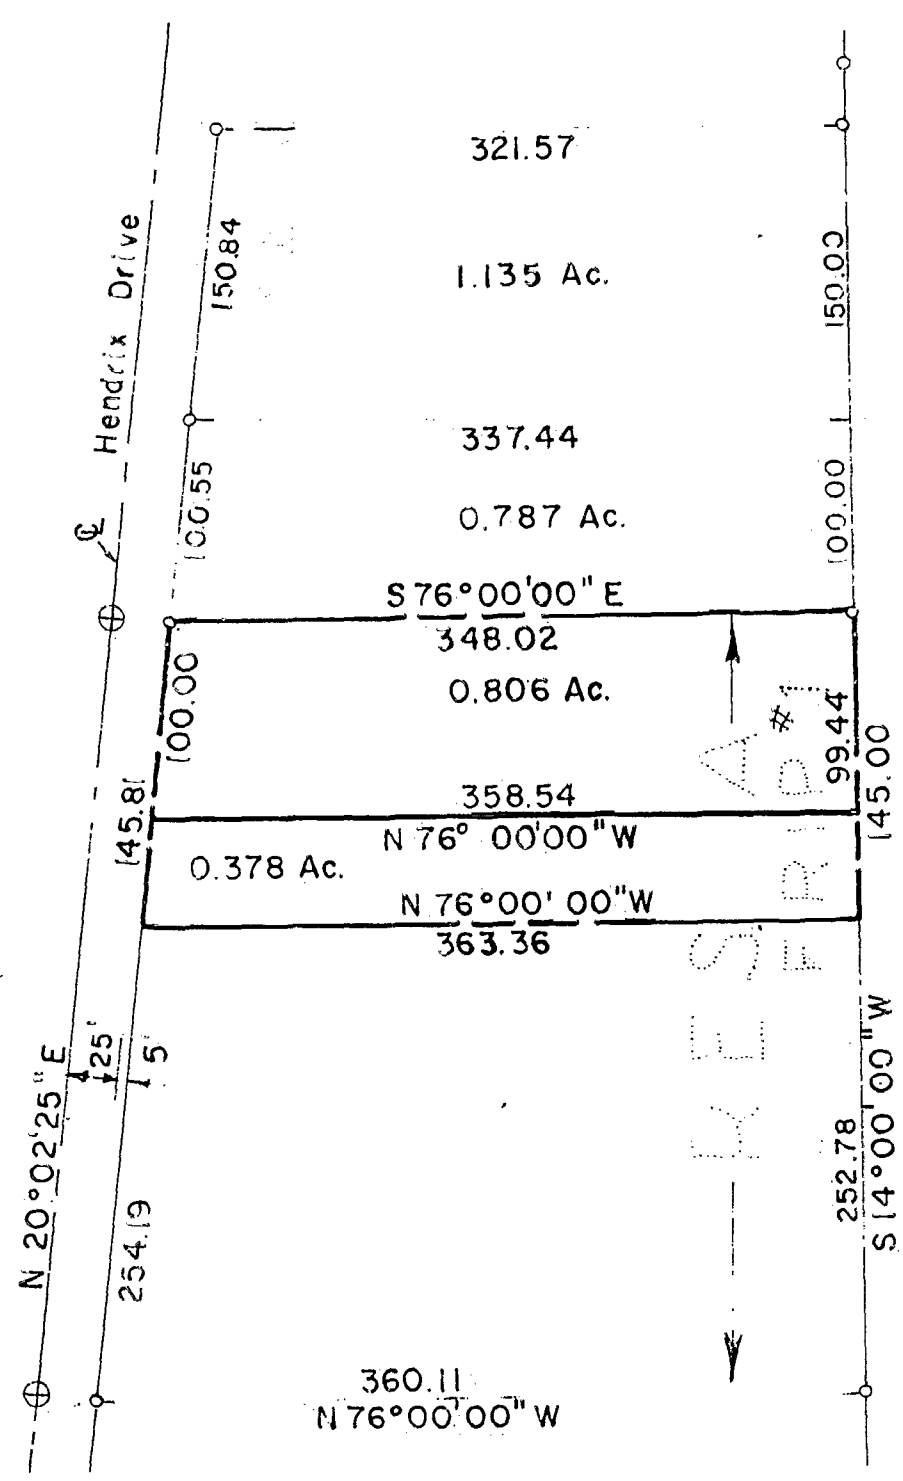 321.57
150.84
150.00
1.135 Ac.
Hendrix Drive
337.44
100.55
100.00
0.787 Ac.
℄
S 76°00'00" E
348.02
100.00
0.806 Ac.
99.44
145.00
145.81
358.54
N 76° 00'00" W
0.378 Ac.
N 76°00' 00" W
363.36
RES A
F R P #1
25'
5'
N 20°02'25" E
254.19
252.78
S 14°00'00" W
360.11
N 76°00'00" W